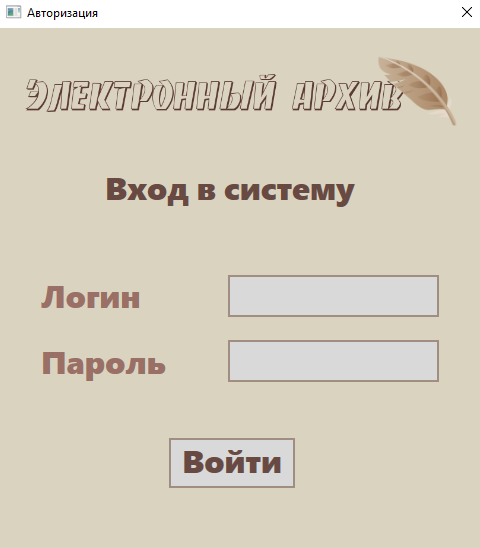 Авторизация
ЭЛЕКТРОННЫЙ АРХИВ
Вход в систему
Логин
Пароль
Войти